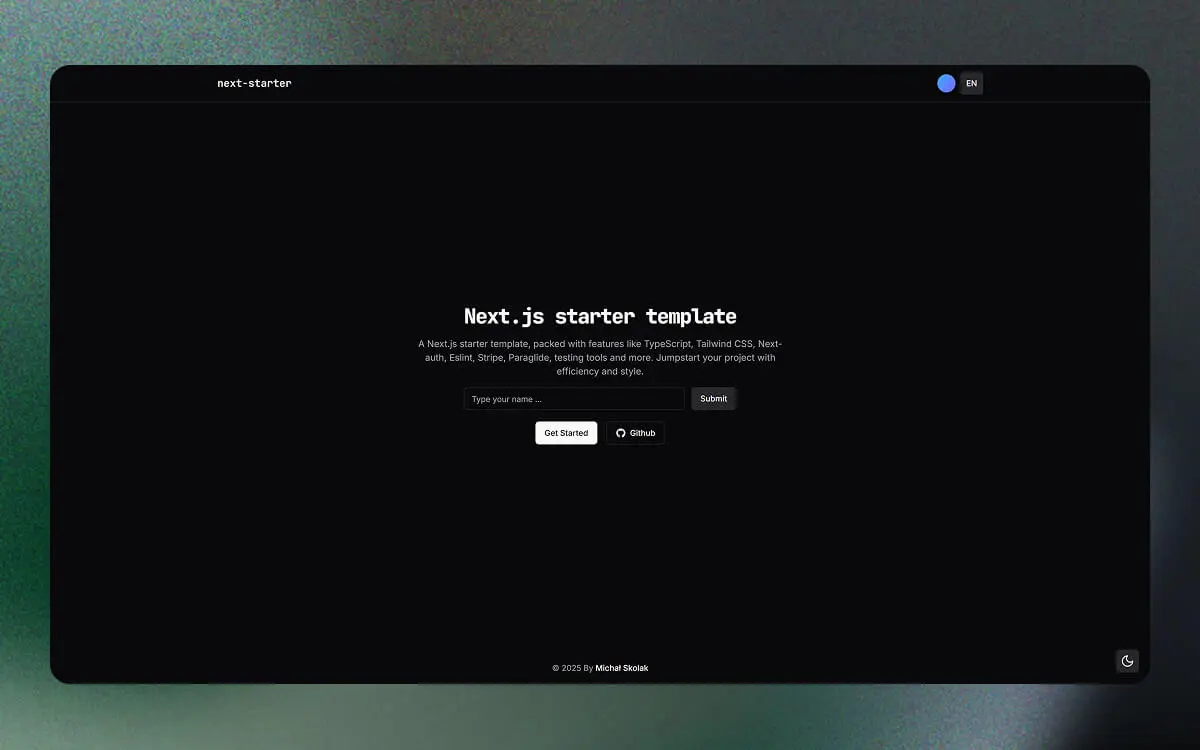 next-starter
EN
Next.js starter template
A Next.js starter template, packed with features like TypeScript, Tailwind CSS, Next-
auth, Eslint, Stripe, Paraglide, testing tools and more. Jumpstart your project with
efficiency and style.
Type your name ...
Submit
Get Started
Github
© 2025 By Michał Skolak